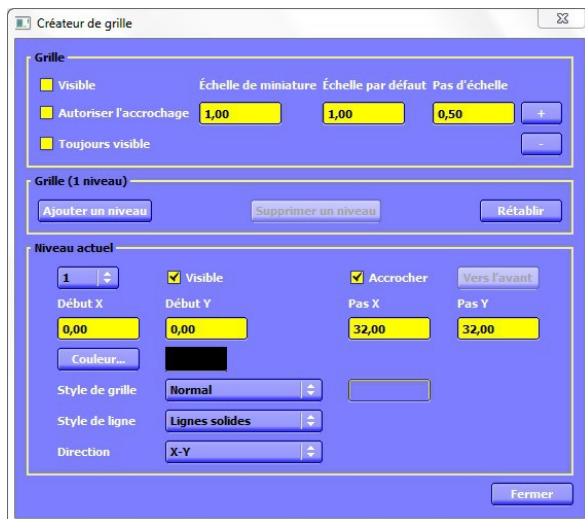 Créateur de grille
Grille
Visible
Échelle de miniature Échelle par défaut Pas d'échelle
Autoriser l'accrochage 1,00 1,00 0,50 +
Toujours visible -
Grille (1 niveau)
Ajouter un niveau Supprimer un niveau Rétablir
Niveau actuel
1 Visible Accrocher Vers l'avant
Début X Début Y Pas X Pas Y
0,00 0,00 32,00 32,00
Couleur...
Style de grille Normal
Style de ligne Lignes solides
Direction X-Y
Fermer